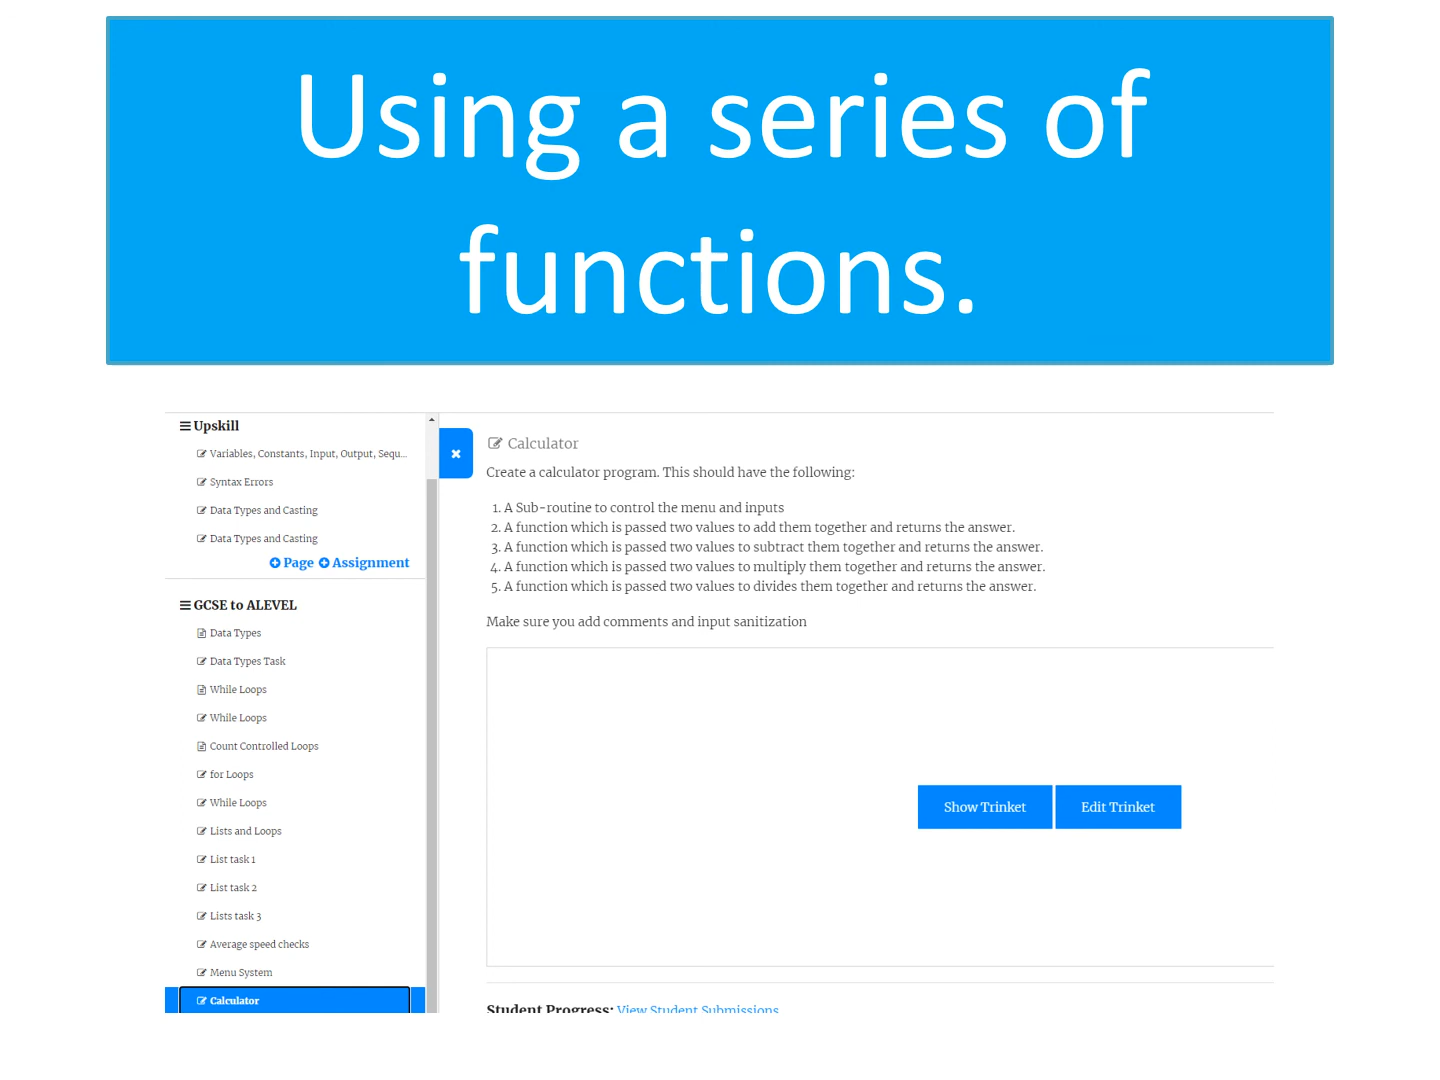 Using a series of
functions.
Upskill
Variables, Constants, Input, Output, Sequ...
Syntax Errors
Data Types and Casting
Data Types and Casting
Page Assignment
GCSE to ALEVEL
Data Types
Data Types Task
While Loops
While Loops
Count Controlled Loops
for Loops
While Loops
Lists and Loops
List task 1
List task 2
Lists task 3
Average speed checks
Menu System
Calculator
Calculator
Create a calculator program. This should have the following:
1. A Sub-routine to control the menu and inputs
2. A function which is passed two values to add them together and returns the answer.
3. A function which is passed two values to subtract them together and returns the answer.
4. A function which is passed two values to multiply them together and returns the answer.
5. A function which is passed two values to divides them together and returns the answer.
Make sure you add comments and input sanitization
Show Trinket Edit Trinket
Student Progress: View Student Submissions